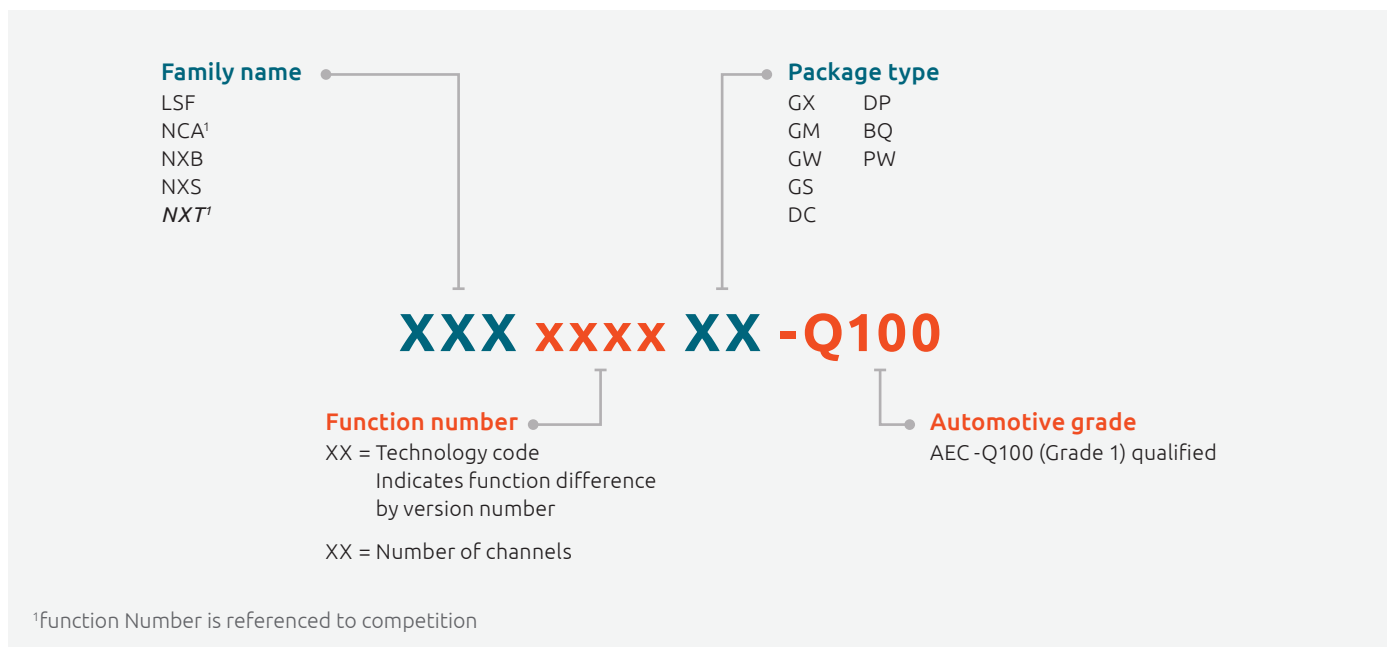 Family name
LSF
NCA¹
NXB
NXS
NXT¹
Package type
GX DP
GM BQ
GW PW
GS
DC
XXX xxxx XX -Q100
Function number
XX = Technology code
Indicates function difference
by version number
XX = Number of channels
Automotive grade
AEC -Q100 (Grade 1) qualified
¹function Number is referenced to competition